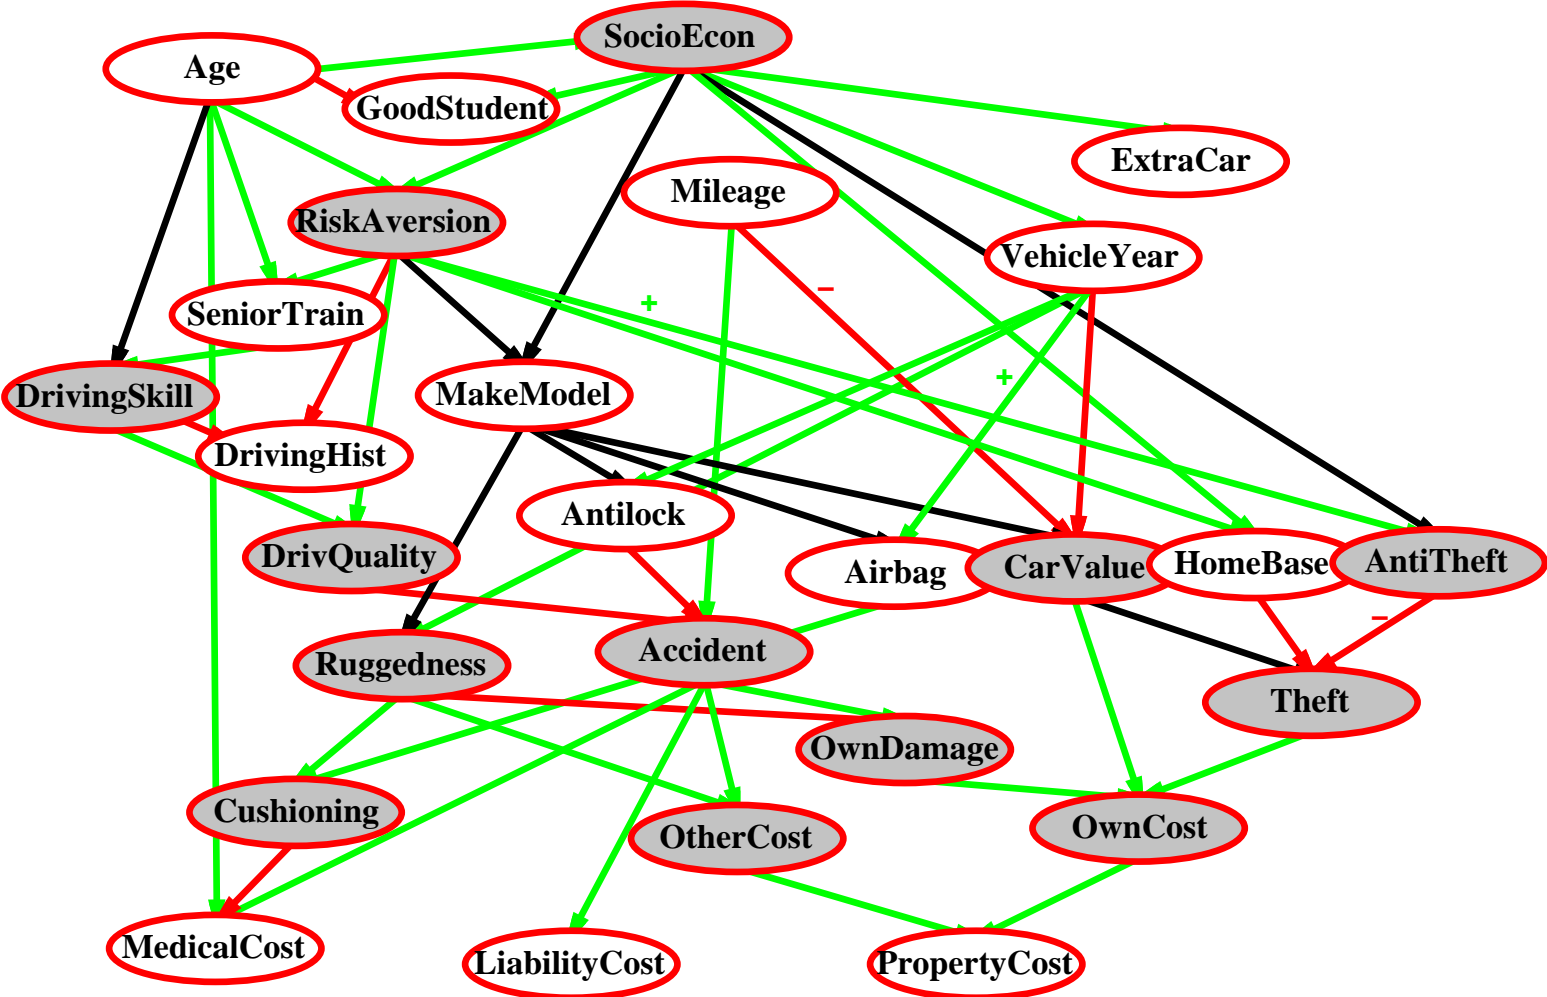 SocioEcon
Age
GoodStudent
ExtraCar
Mileage
RiskAversion
VehicleYear
−
+
SeniorTrain
+
DrivingSkill
MakeModel
DrivingHist
Antilock
DrivQuality
Airbag
CarValue
HomeBase
AntiTheft
−
Accident
Ruggedness
Theft
OwnDamage
Cushioning
OtherCost
OwnCost
MedicalCost
LiabilityCost
PropertyCost